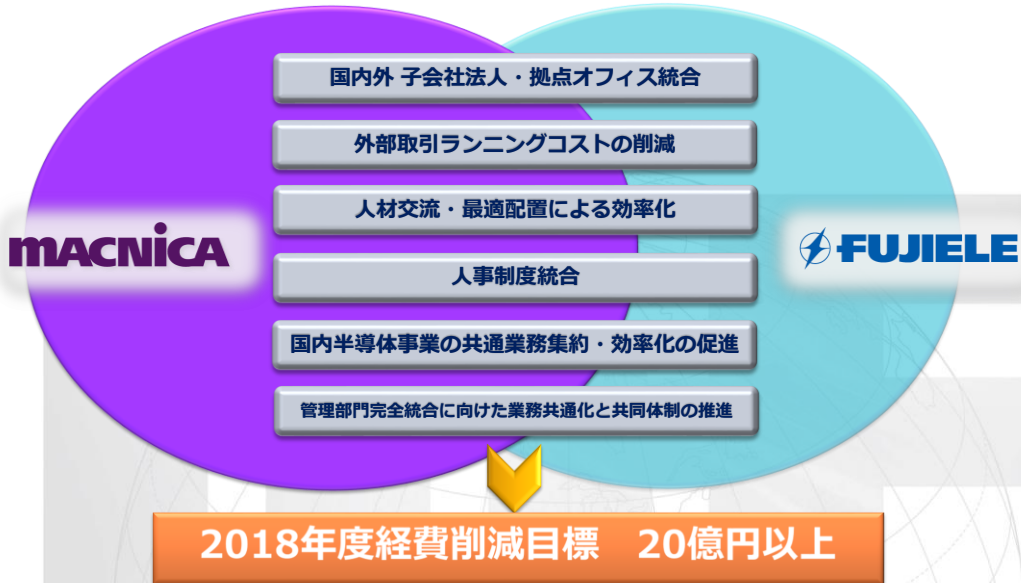 国内外 子会社法人・拠点オフィス統合
外部取引ランニングコストの削減
人材交流・最適配置による効率化
MACNiCA
FUJIELE
人事制度統合
国内半導体事業の共通業務集約・効率化の促進
管理部門完全統合に向けた業務共通化と共同体制の推進
2018年度経費削減目標　20億円以上